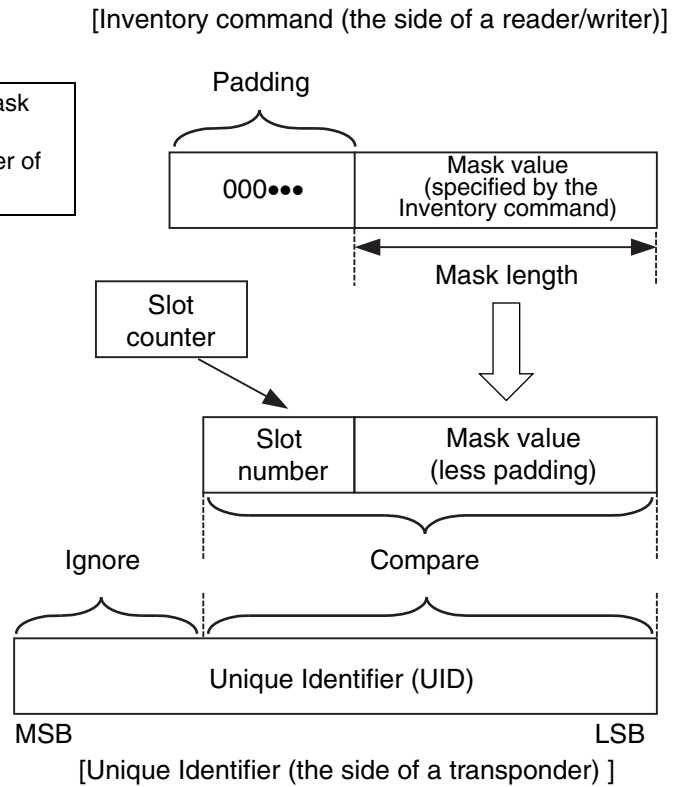 [Inventory command (the side of a reader/writer)]
Padding
000•••
Mask value
(specified by the
Inventory command)
Mask length
Slot
counter
Slot
number
Mask value
(less padding)
Ignore
Compare
Unique Identifier (UID)
MSB
LSB
[Unique Identifier (the side of a transponder) ]